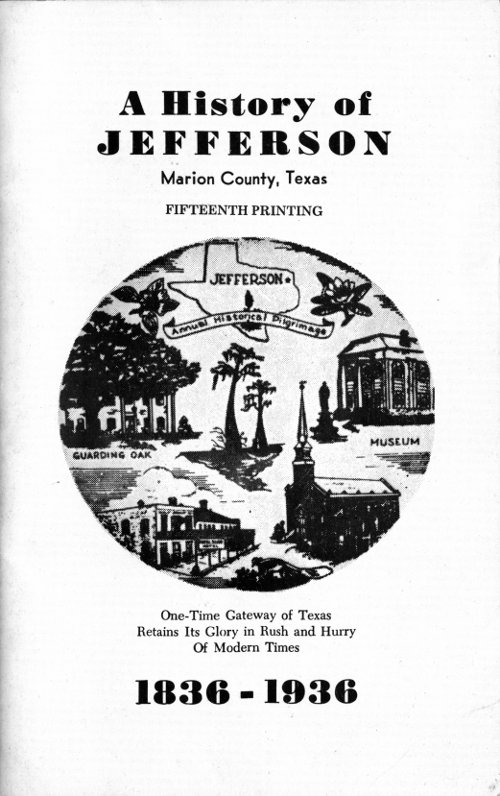 A History of
JEFFERSON
Marion County, Texas
FIFTEENTH PRINTING
JEFFERSON
Annual Historical Pilgrimage
GUARDING OAK
MUSEUM
One-Time Gateway of Texas
Retains Its Glory in Rush and Hurry
Of Modern Times
1836 - 1936